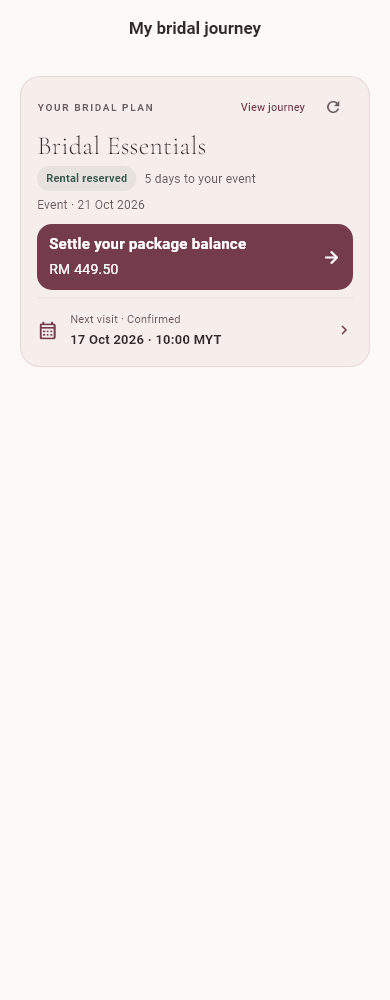 My bridal journey
YOUR BRIDAL PLAN
View journey
Bridal Essentials
Rental reserved
5 days to your event
Event · 21 Oct 2026
Settle your package balance
RM 449.50
Next visit · Confirmed
17 Oct 2026 · 10:00 MYT